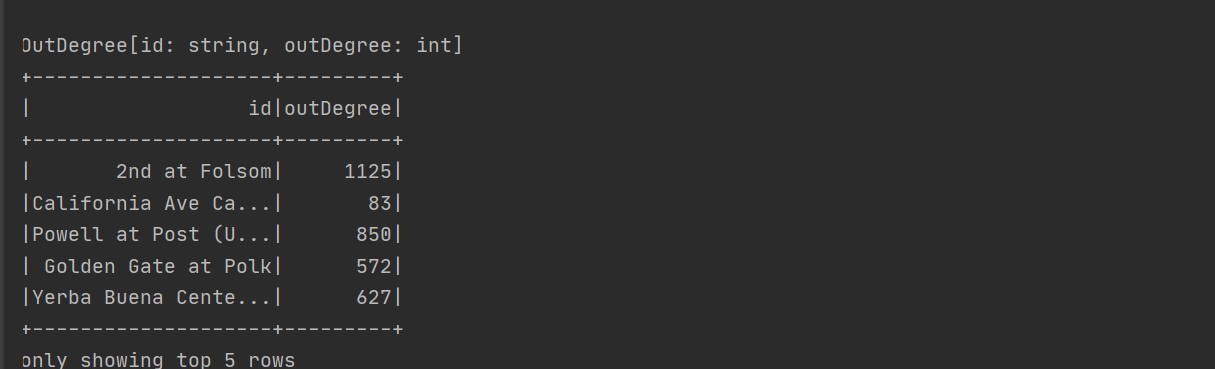 OutDegree[id: string, outDegree: int]
+--------------------+---------+
|                  id|outDegree|
+--------------------+---------+
|       2nd at Folsom|     1125|
|California Ave Ca...|       83|
|Powell at Post (U...|      850|
| Golden Gate at Polk|      572|
|Yerba Buena Cente...|      627|
+--------------------+---------+
only showing top 5 rows